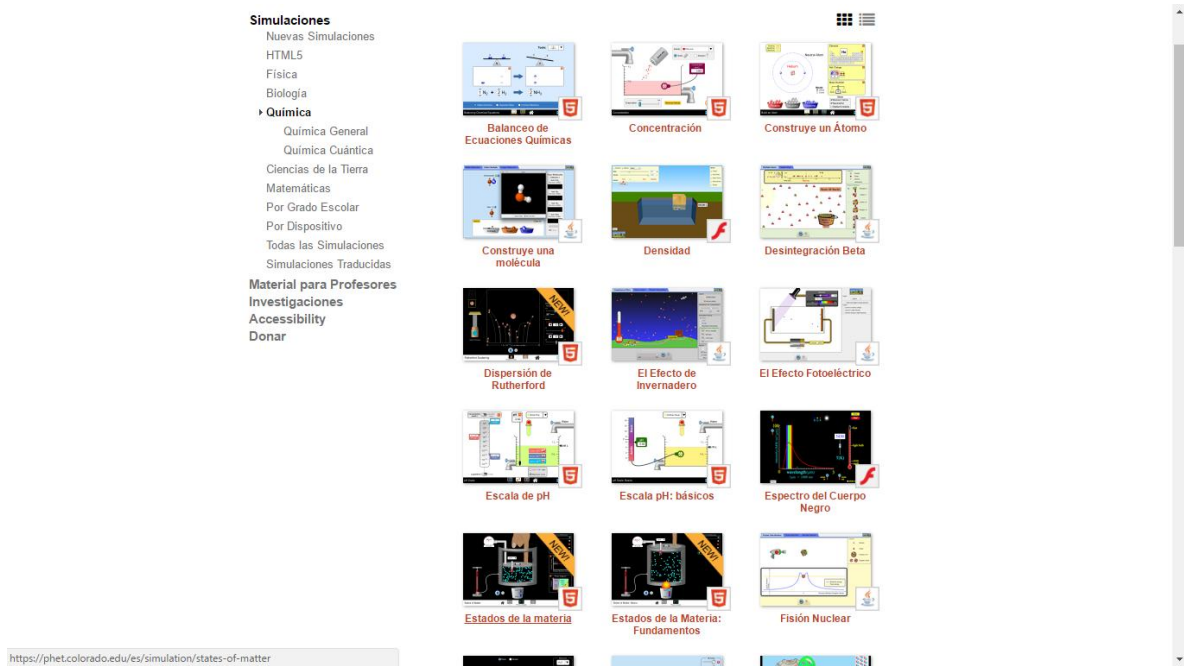 Simulaciones
Nuevas Simulaciones
HTML5
Física
Biología
Química
Química General
Química Cuántica
Ciencias de la Tierra
Matemáticas
Por Grado Escolar
Por Dispositivo
Todas las Simulaciones
Simulaciones Traducidas
Material para Profesores
Investigaciones
Accessibility
Donar
Balanceo de
Ecuaciones Químicas
Concentración
Construye un Átomo
Construye una
molécula
Densidad
Desintegración Beta
NEW!
Dispersión de
Rutherford
El Efecto de
Invernadero
El Efecto Fotoeléctrico
Escala de pH
Escala pH: básicos
Espectro del Cuerpo
Negro
NEW!
Estados de la materia
NEW!
Estados de la Materia:
Fundamentos
Fisión Nuclear
https://phet.colorado.edu/es/simulation/states-of-matter